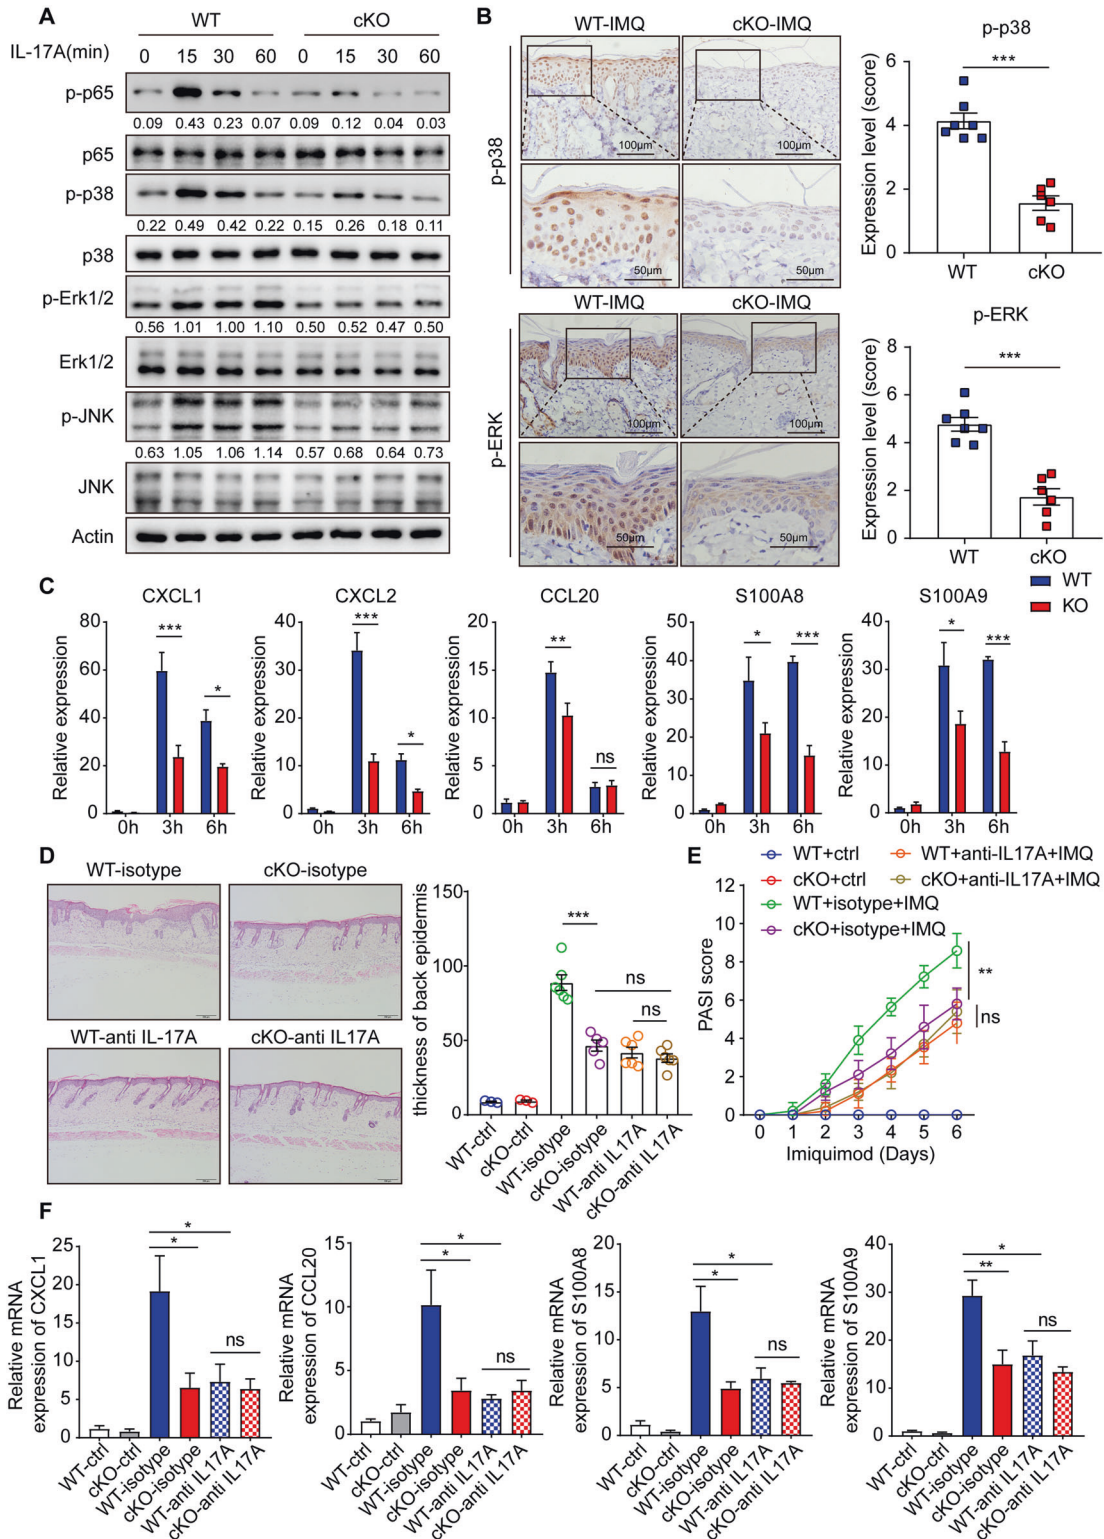 A
WT cKO
IL-17A(min) 0 15 30 60 0 15 30 60
p-p65
0.09 0.43 0.23 0.07 0.09 0.12 0.04 0.03
p65
p-p38
0.22 0.49 0.42 0.22 0.15 0.26 0.18 0.11
p38
p-Erk1/2
0.56 1.01 1.00 1.10 0.50 0.52 0.47 0.50
Erk1/2
p-JNK
0.63 1.05 1.06 1.14 0.57 0.68 0.64 0.73
JNK
Actin
B
WT-IMQ cKO-IMQ
p-p38
100μm 100μm
50μm 50μm
WT-IMQ cKO-IMQ
p-ERK
100μm 100μm
50μm 50μm
p-p38
***
Expression level (score)
6
4
2
0
WT cKO
p-ERK
***
Expression level (score)
8
6
4
2
0
WT cKO
WT
KO
C
CXCL1
Relative expression
80
60
40
20
0
***
*
0h 3h 6h
CXCL2
Relative expression
40
30
20
10
0
***
*
0h 3h 6h
CCL20
Relative expression
20
15
10
5
0
**
ns
0h 3h 6h
S100A8
Relative expression
50
40
30
20
10
0
* ***
0h 3h 6h
S100A9
Relative expression
40
30
20
10
0
* ***
0h 3h 6h
D
WT-isotype cKO-isotype
WT-anti IL-17A cKO-anti IL17A
thickness of back epidermis
150
100
50
0
***
ns
ns
WT-ctrl
cKO-ctrl
WT-isotype
cKO-isotype
WT-anti IL17A
cKO-anti IL17A
E
WT+ctrl WT+anti-IL17A+IMQ
cKO+ctrl cKO+anti-IL17A+IMQ
WT+isotype+IMQ
cKO+isotype+IMQ
PASI score
12
10
8
6
4
2
0
**
ns
0 1 2 3 4 5 6
Imiquimod (Days)
F
Relative mRNA
expression of CXCL1
25
20
15
10
5
0
*
*
ns
WT-ctrl
cKO-ctrl
WT-isotype
cKO-isotype
WT-anti IL17A
cKO-anti IL17A
Relative mRNA
expression of CCL20
15
10
5
0
*
*
ns
WT-ctrl
cKO-ctrl
WT-isotype
cKO-isotype
WT-anti IL17A
cKO-anti IL17A
Relative mRNA
expression of S100A8
20
15
10
5
0
*
*
ns
WT-ctrl
cKO-ctrl
WT-isotype
cKO-isotype
WT-anti IL17A
cKO-anti IL17A
Relative mRNA
expression of S100A9
40
30
20
10
0
*
**
ns
WT-ctrl
cKO-ctrl
WT-isotype
cKO-isotype
WT-anti IL17A
cKO-anti IL17A